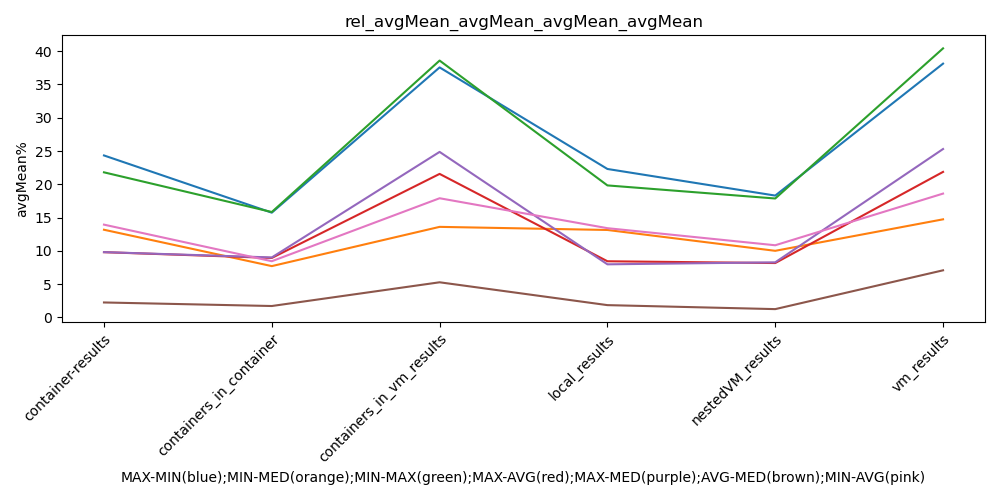 rel_avgMean_avgMean_avgMean_avgMean
avgMean%
40
35
30
25
20
15
10
5
0
container-results
containers_in_container
containers_in_vm_results
local_results
nestedVM_results
vm_results
MAX-MIN(blue);MIN-MED(orange);MIN-MAX(green);MAX-AVG(red);MAX-MED(purple);AVG-MED(brown);MIN-AVG(pink)